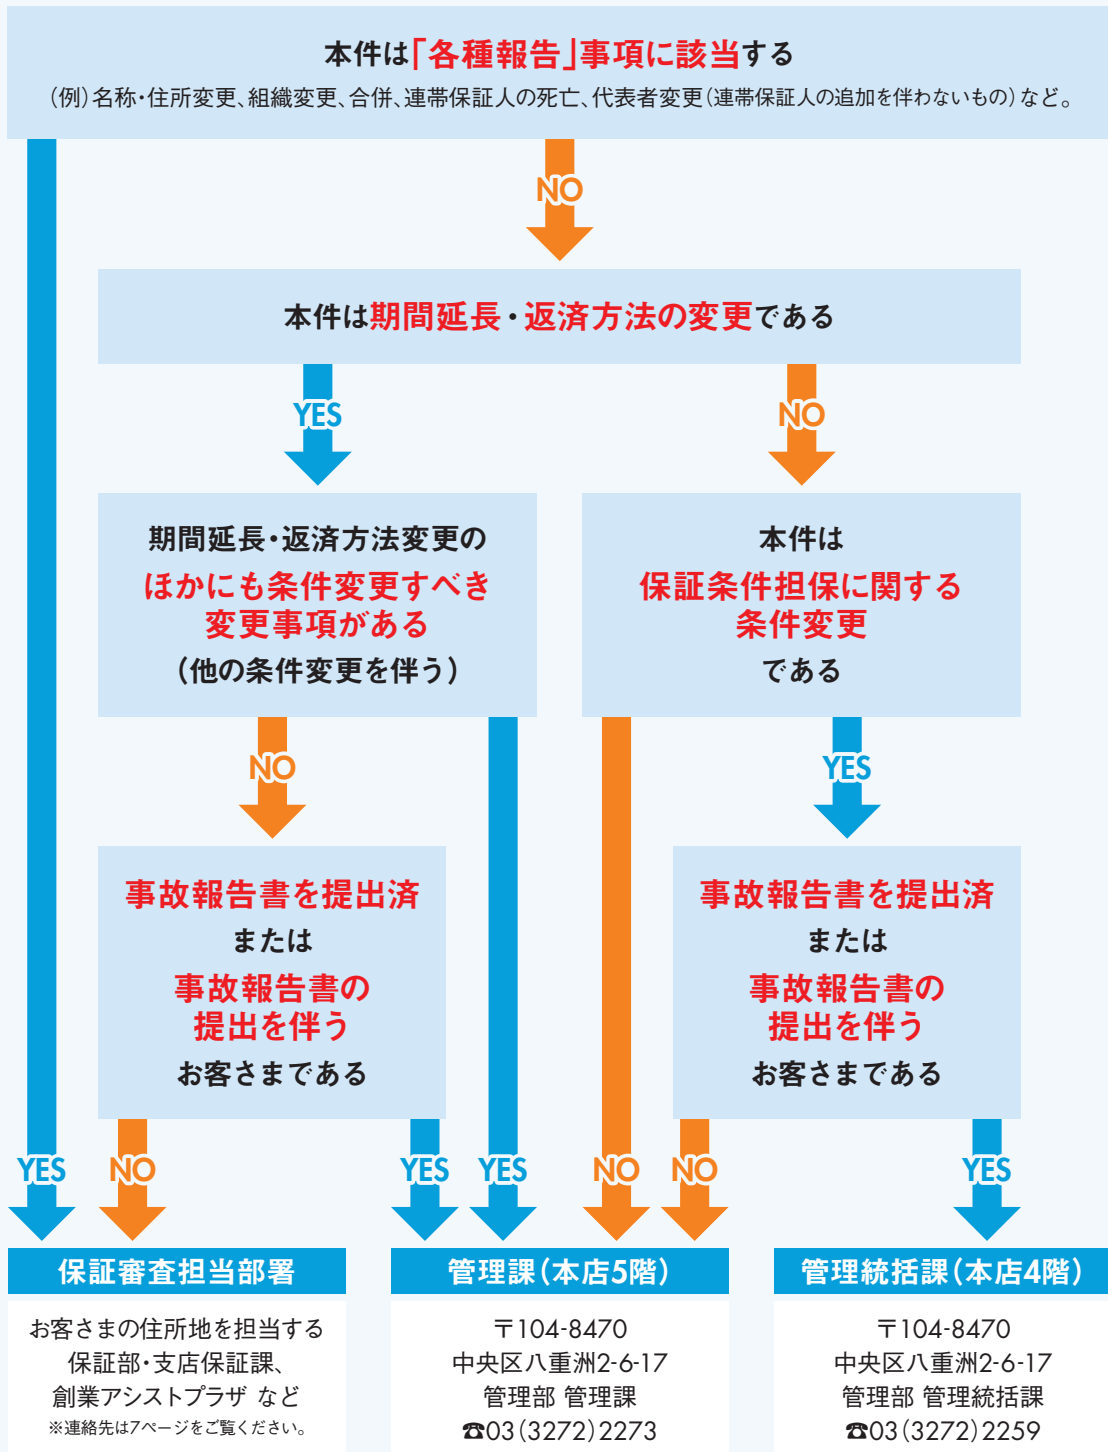 本件は「各種報告」事項に該当する
(例)名称・住所変更、組織変更、合併、連帯保証人の死亡、代表者変更(連帯保証人の追加を伴わないもの)など。
NO
本件は期間延長・返済方法の変更である
YES
NO
期間延長・返済方法変更の
ほかにも条件変更すべき
変更事項がある
(他の条件変更を伴う)
本件は
保証条件担保に関する
条件変更
である
NO
YES
事故報告書を提出済
または
事故報告書の
提出を伴う
お客さまである
事故報告書を提出済
または
事故報告書の
提出を伴う
お客さまである
YES
NO
YES
YES
NO
NO
YES
保証審査担当部署
お客さまの住所地を担当する
保証部・支店保証課、
創業アシストプラザ など
※連絡先は7ページをご覧ください。
管理課(本店5階)
〒104-8470
中央区八重洲2-6-17
管理部 管理課
☎03(3272)2273
管理統括課(本店4階)
〒104-8470
中央区八重洲2-6-17
管理部 管理統括課
☎03(3272)2259